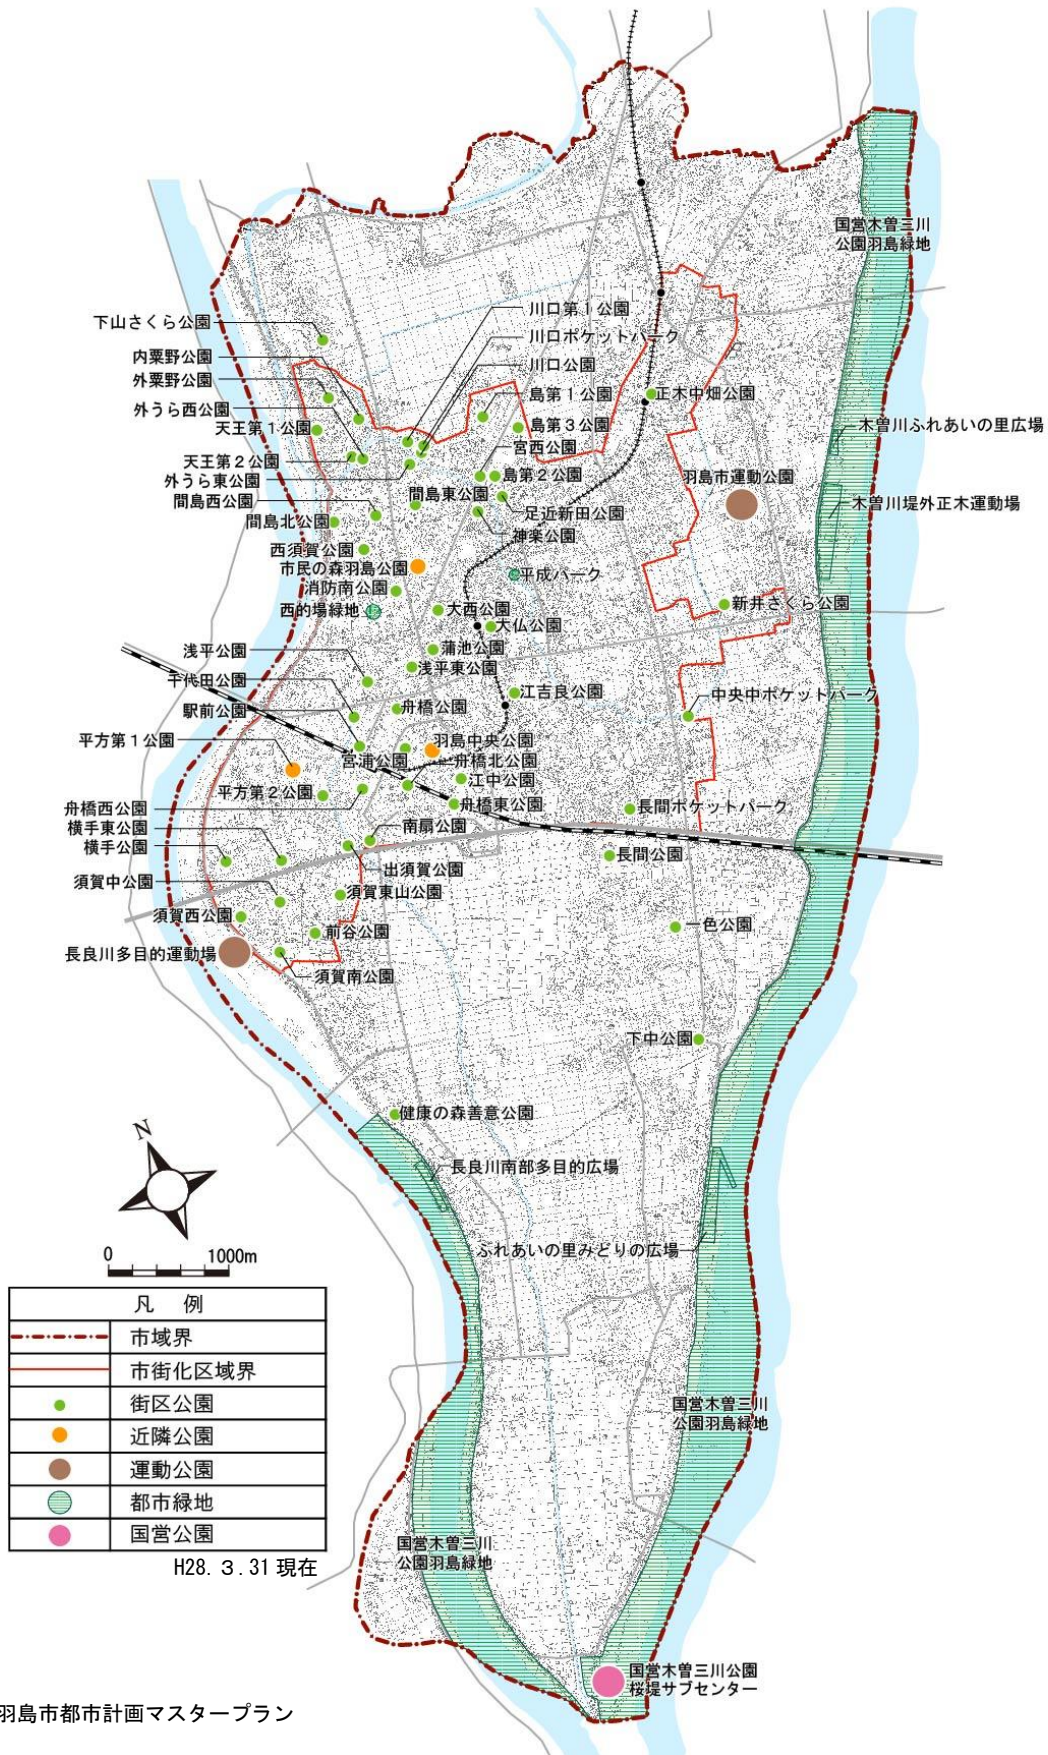 国営木曽三川
公園羽島緑地
下山さくら公園
川口第1公園
川口ポケットパーク
内粟野公園
川口公園
外粟野公園
島第1公園
正木中畑公園
外うら西公園
天王第1公園
島第3公園
木曽川ふれあいの里広場
宮西公園
天王第2公園
島第2公園
羽島市運動公園
外うら東公園
間島東公園
間島西公園
木曽川堤外正木運動場
足近新田公園
間島北公園
神楽公園
西須賀公園
市民の森羽島公園
平成パーク
消防南公園
西的場緑地
大西公園
新井さくら公園
大仏公園
浅平公園
蒲池公園
浅平東公園
千代田公園
江吉良公園
中央中ポケットパーク
駅前公園
舟橋公園
平方第1公園
羽島中央公園
宮浦公園
舟橋北公園
江中公園
平方第2公園
舟橋西公園
舟橋東公園
長間ポケットパーク
横手東公園
南扇公園
横手公園
長間公園
出須賀公園
須賀中公園
須賀東山公園
須賀西公園
前谷公園
一色公園
長良川多目的運動場
須賀南公園
下中公園
健康の森善意公園
N
長良川南部多目的広場
ふれあいの里みどりの広場
0 1000m
凡 例
市域界
市街化区域界
街区公園
近隣公園
運動公園
都市緑地
国営公園
H28.3.31現在
国営木曽三川
公園羽島緑地
国営木曽三川
公園羽島緑地
国営木曽三川公園
桜堤サブセンター
羽島市都市計画マスタープラン